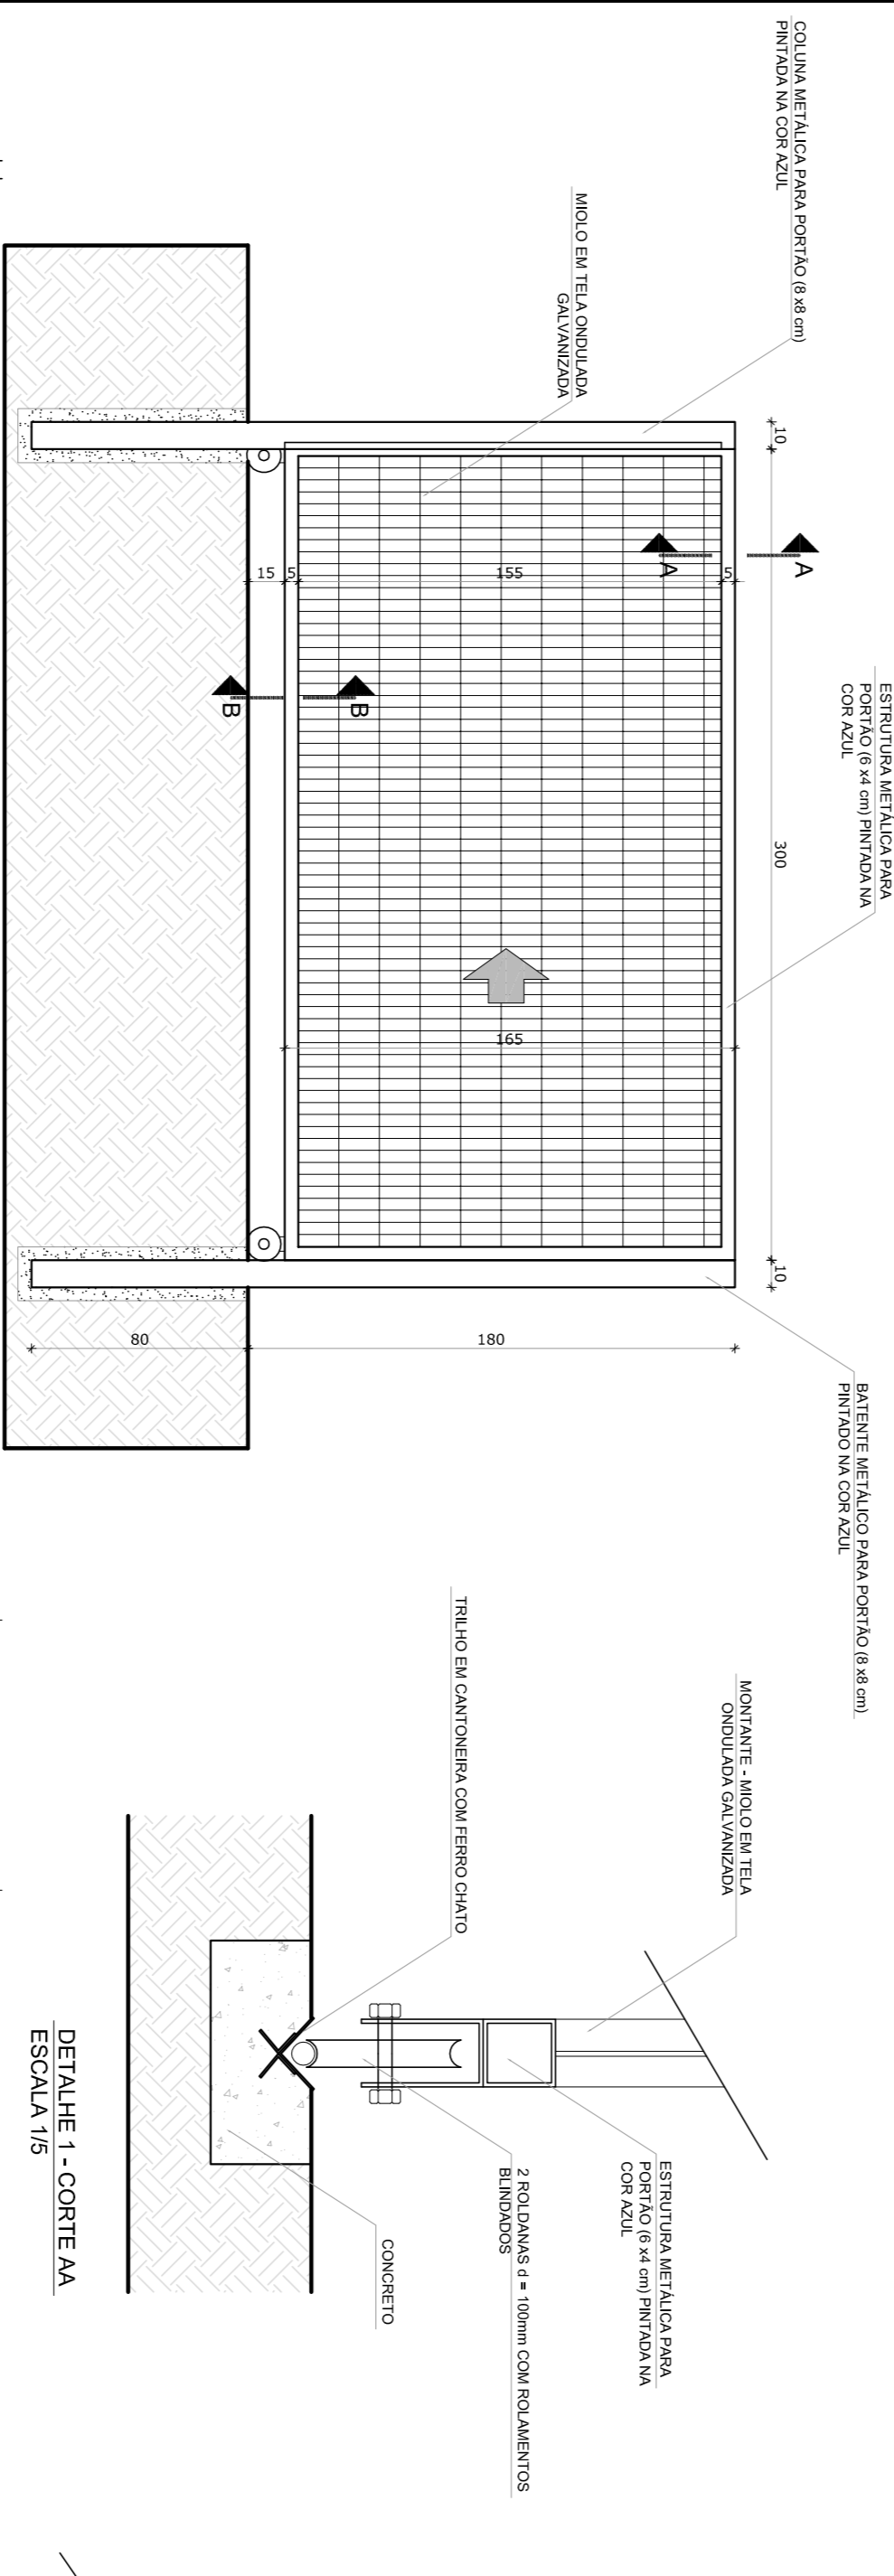 COLUNA METÁLICA PARA PORTÃO (8 x8 cm)
PINTADA NA COR AZUL
MIOLO EM TELA ONDULADA
GALVANIZADA
ESTRUTURA METÁLICA PARA
PORTÃO (6 x4 cm) PINTADA NA
COR AZUL
BATENTE METÁLICO PARA PORTÃO (8 x8 cm)
PINTADO NA COR AZUL
10
300
10
A
A
5
155
5
15
B
B
165
180
80
MONTANTE - MIOLO EM TELA
ONDULADA GALVANIZADA
TRILHO EM CANTONEIRA COM FERRO CHATO
ESTRUTURA METÁLICA PARA
PORTÃO (6 x4 cm) PINTADA NA
COR AZUL
2 ROLDANAS d = 100mm COM ROLAMENTOS
BLINDADOS
CONCRETO
DETALHE 1 - CORTE AA
ESCALA 1/5